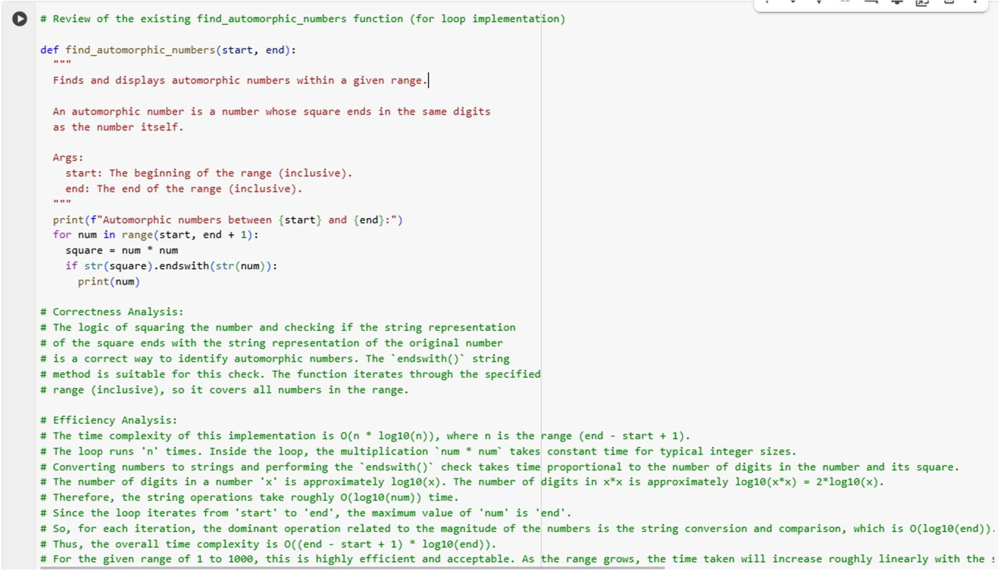 # Review of the existing find_automorphic_numbers function (for loop implementation)
def find_automorphic_numbers(start, end):
  """
  Finds and displays automorphic numbers within a given range.
  An automorphic number is a number whose square ends in the same digits
  as the number itself.
  Args:
    start: The beginning of the range (inclusive).
    end: The end of the range (inclusive).
  """
  print(f"Automorphic numbers between {start} and {end}:")
  for num in range(start, end + 1):
    square = num * num
    if str(square).endswith(str(num)):
      print(num)
# Correctness Analysis:
# The logic of squaring the number and checking if the string representation
# of the square ends with the string representation of the original number
# is a correct way to identify automorphic numbers. The `endswith()` string
# method is suitable for this check. The function iterates through the specified
# range (inclusive), so it covers all numbers in the range.
# Efficiency Analysis:
# The time complexity of this implementation is O(n * log10(n)), where n is the range (end - start + 1).
# The loop runs 'n' times. Inside the loop, the multiplication `num * num` takes constant time for typical integer sizes.
# Converting numbers to strings and performing the `endswith()` check takes time proportional to the number of digits in the number and its square.
# The number of digits in a number 'x' is approximately log10(x). The number of digits in x*x is approximately log10(x*x) = 2*log10(x).
# Therefore, the string operations take roughly O(log10(num)) time.
# Since the loop iterates from 'start' to 'end', the maximum value of 'num' is 'end'.
# So, for each iteration, the dominant operation related to the magnitude of the numbers is the string conversion and comparison, which is O(log10(end)).
# Thus, the overall time complexity is O((end - start + 1) * log10(end)).
# For the given range of 1 to 1000, this is highly efficient and acceptable. As the range grows, the time taken will increase roughly linearly with the